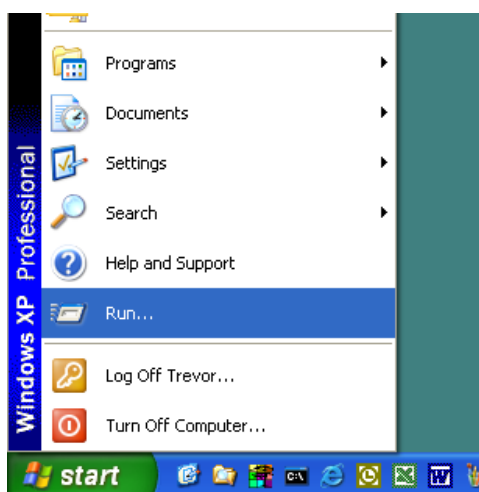 Programs
Documents
Settings
Search
Help and Support
Run...
Log Off Trevor...
Turn Off Computer...
Windows XP Professional
start
C:\